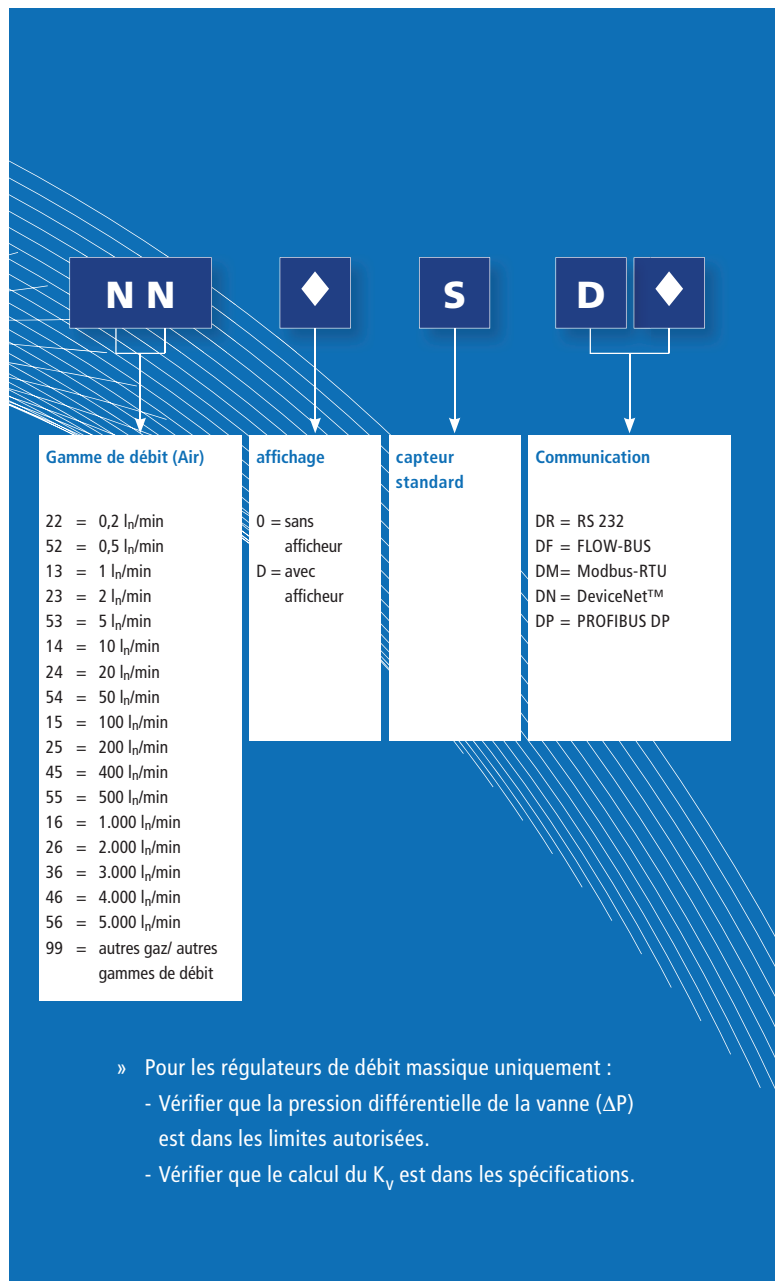 N N
S
D
Gamme de débit (Air)
22 = 0,2 lₙ/min
52 = 0,5 lₙ/min
13 = 1 lₙ/min
23 = 2 lₙ/min
53 = 5 lₙ/min
14 = 10 lₙ/min
24 = 20 lₙ/min
54 = 50 lₙ/min
15 = 100 lₙ/min
25 = 200 lₙ/min
45 = 400 lₙ/min
55 = 500 lₙ/min
16 = 1.000 lₙ/min
26 = 2.000 lₙ/min
36 = 3.000 lₙ/min
46 = 4.000 lₙ/min
56 = 5.000 lₙ/min
99 = autres gaz/ autres
gammes de débit
affichage
0 = sans
afficheur
D = avec
afficheur
capteur
standard
Communication
DR = RS 232
DF = FLOW-BUS
DM= Modbus-RTU
DN = DeviceNet™
DP = PROFIBUS DP
» Pour les régulateurs de débit massique uniquement :
- Vérifier que la pression différentielle de la vanne (∆P)
est dans les limites autorisées.
- Vérifier que le calcul du Kᵥ est dans les spécifications.